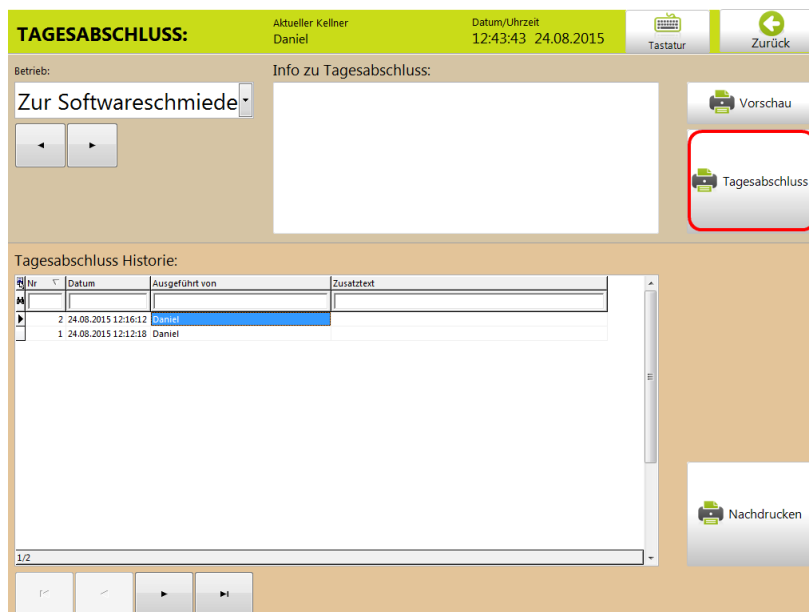 TAGESABSCHLUSS:
Aktueller Kellner
Daniel
Datum/Uhrzeit
12:43:43 24.08.2015
Tastatur
Zurück
Betrieb:
Zur Softwareschmiede
Info zu Tagesabschluss:
Vorschau
Tagesabschluss
Tagesabschluss Historie:
Nr Datum Ausgeführt von Zusatztext
2 24.08.2015 12:16:12 Daniel
1 24.08.2015 12:12:18 Daniel
Nachdrucken
1/2